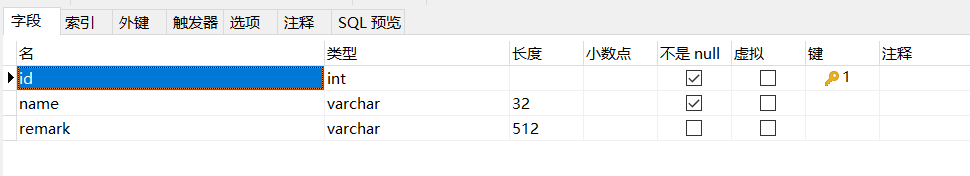 字段 索引 外键 触发器 选项 注释 SQL 预览
名 类型 长度 小数点 不是 null 虚拟 键 注释
id int 1
name varchar 32
remark varchar 512